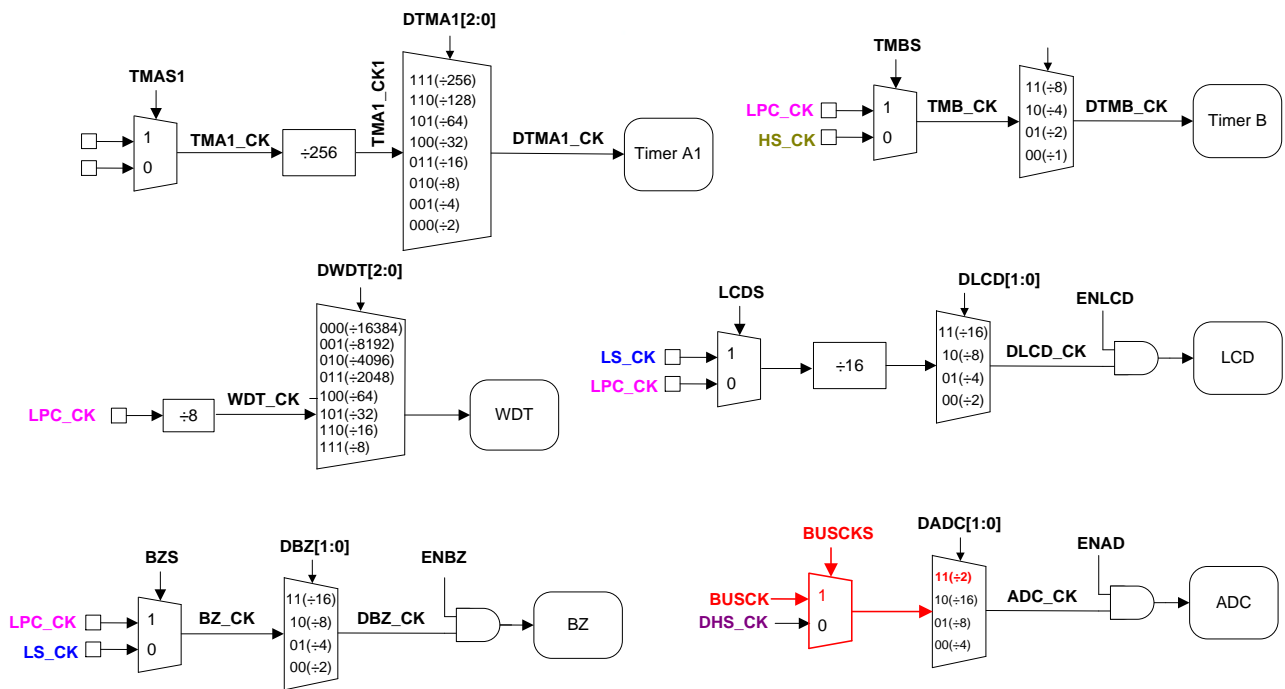 DTMA1[2:0]
TMAS1
1
0
TMA1_CK
÷256
TMA1_CK1
111(÷256)
110(÷128)
101(÷64)
100(÷32)
011(÷16)
010(÷8)
001(÷4)
000(÷2)
DTMA1_CK
Timer A1
TMBS
LPC_CK
HS_CK
1
0
TMB_CK
11(÷8)
10(÷4)
01(÷2)
00(÷1)
DTMB_CK
Timer B
DWDT[2:0]
LPC_CK
÷8
WDT_CK
000(÷16384)
001(÷8192)
010(÷4096)
011(÷2048)
100(÷64)
101(÷32)
110(÷16)
111(÷8)
WDT
LCDS
LS_CK
LPC_CK
1
0
÷16
DLCD[1:0]
11(÷16)
10(÷8)
01(÷4)
00(÷2)
DLCD_CK
ENLCD
LCD
BZS
LPC_CK
LS_CK
1
0
BZ_CK
DBZ[1:0]
11(÷16)
10(÷8)
01(÷4)
00(÷2)
DBZ_CK
ENBZ
BZ
BUSCKS
BUSCK
DHS_CK
1
0
DADC[1:0]
11(÷2)
10(÷16)
01(÷8)
00(÷4)
ADC_CK
ENAD
ADC